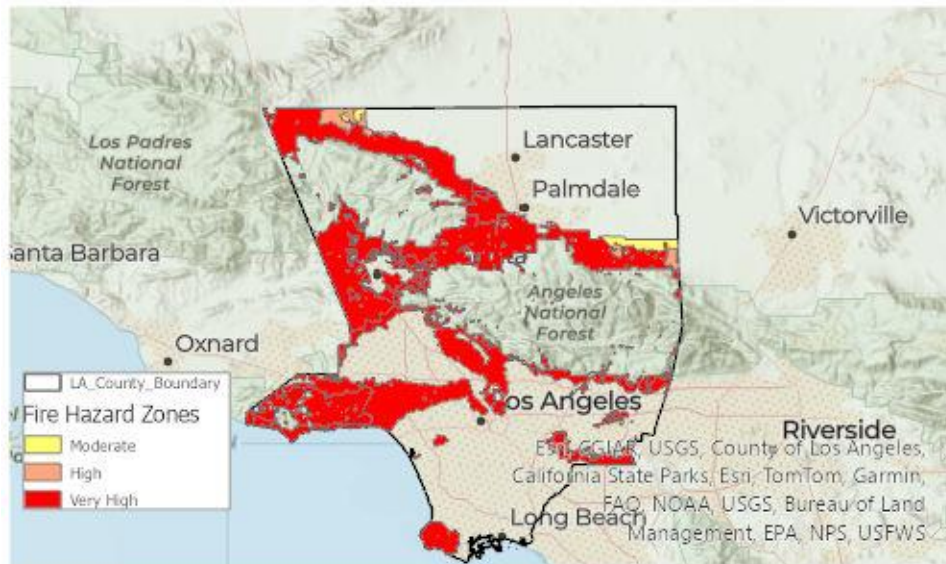 Los Padres
National
Forest
Lancaster
Palmdale
Victorville
Santa Barbara
Angeles
National
Forest
Oxnard
LA_County_Boundary
Fire Hazard Zones
Moderate
High
Very High
os Angeles
Riverside
Esri, CGIAR, USGS, County of Los Angeles,
California State Parks, Esri, TomTom, Garmin,
FAO, NOAA, USGS, Bureau of Land
Management, EPA, NPS, USFWS
Long Beach